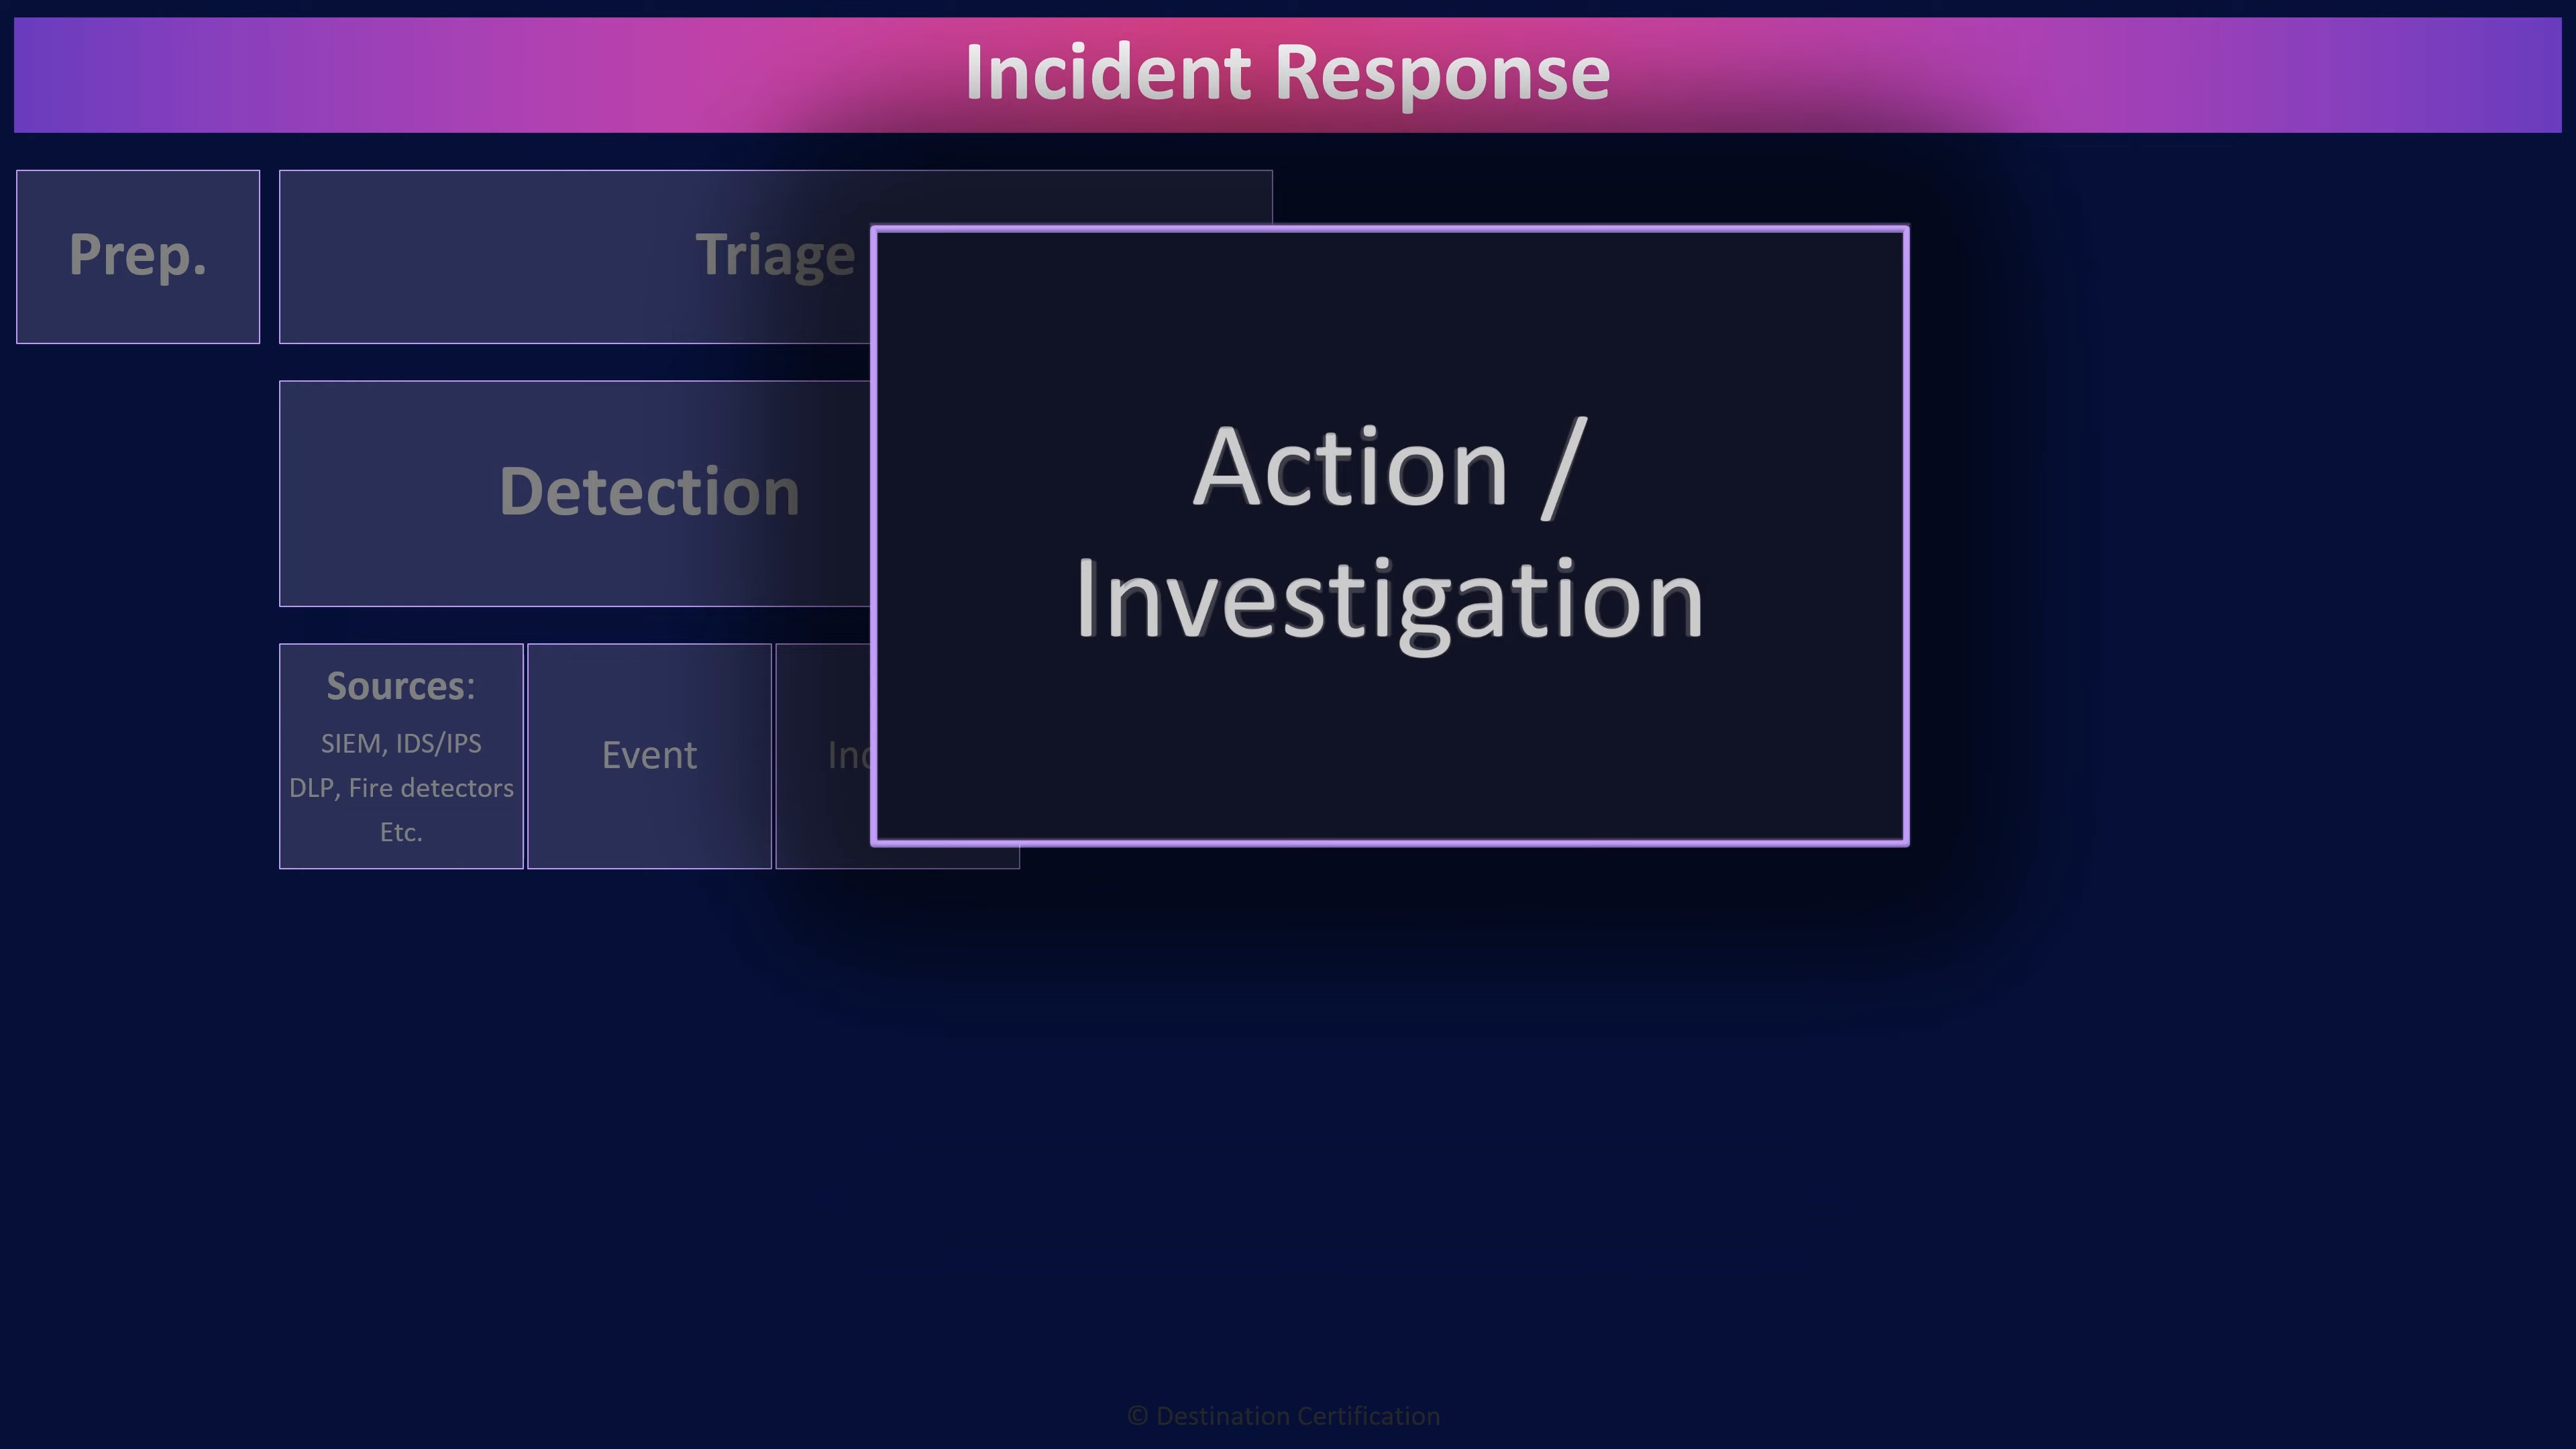 Incident Response
Prep.
Triage
Detection
Action /
Investigation
Sources:
SIEM, IDS/IPS
DLP, Fire detectors
Etc.
Event
© Destination Certification